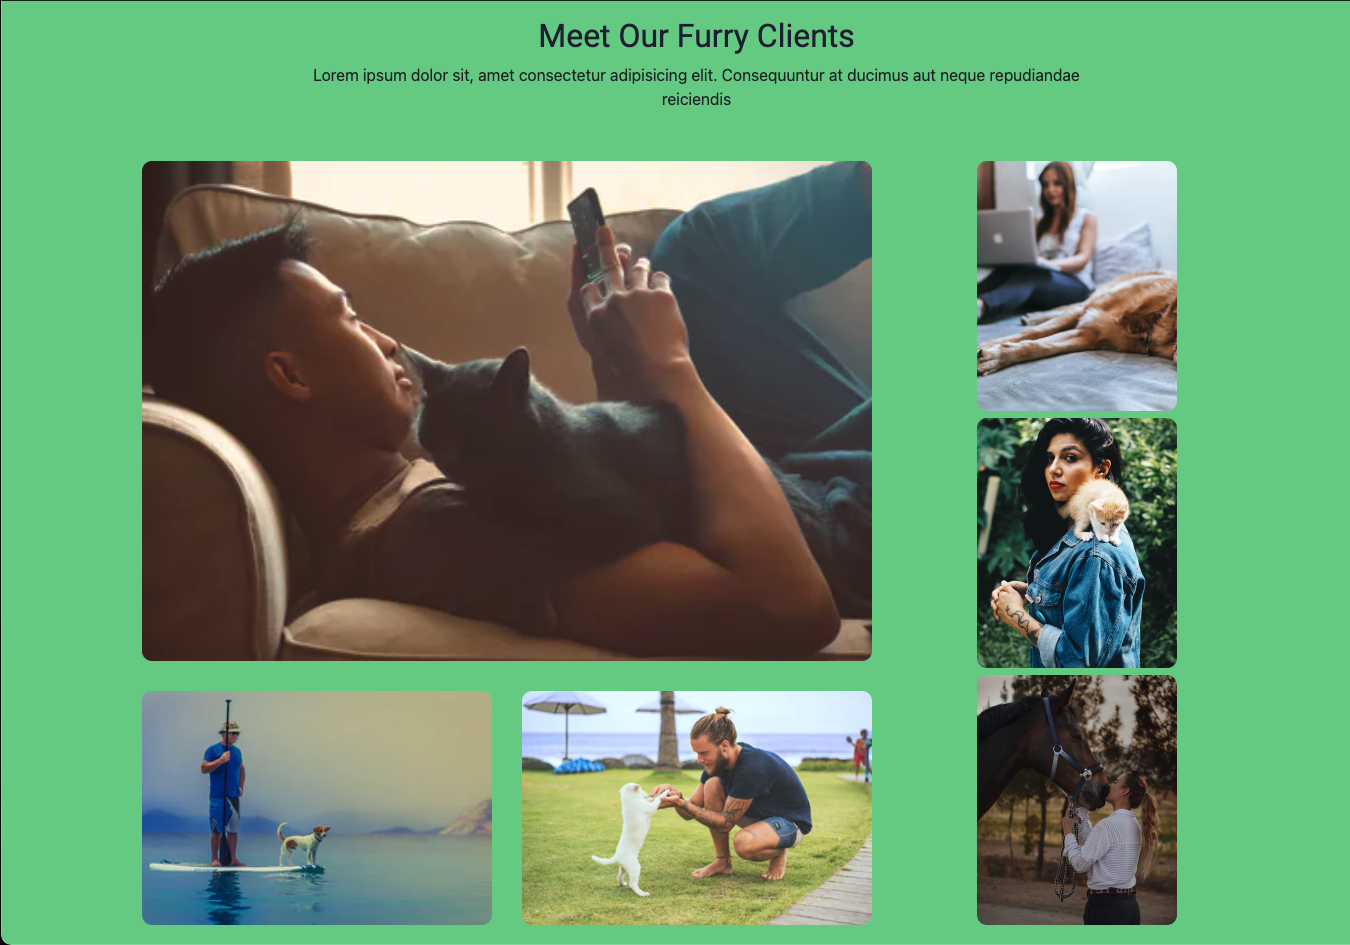 Meet Our Furry Clients
Lorem ipsum dolor sit, amet consectetur adipisicing elit. Consequuntur at ducimus aut neque repudiandae
reiciendis